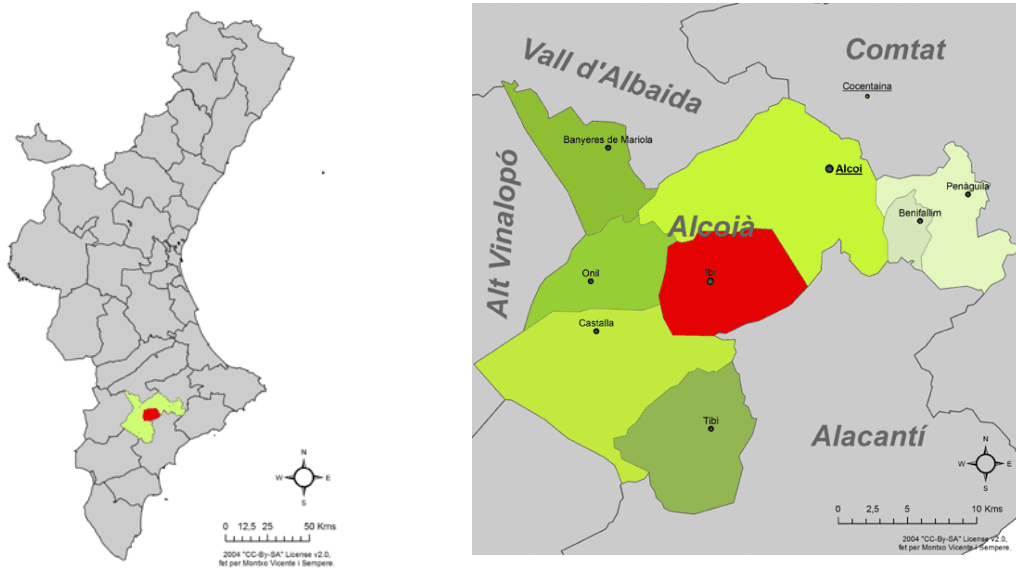 N
W
E
S
0 12,5 25 50 Kms
2004 "CC-By-SA" License v2.0,
fet per Montxo Vicente i Sempere.
Vall d'Albaida
Comtat
Cocentaina
Banyeres de Mariola
Alcoi
Alt Vinalopó
Penàguila
Benifallim
Alcoià
Onil
Ibi
Castalla
Tibi
Alacantí
N
W
E
S
0 2,5 5 10 Kms
2004 "CC-By-SA" License v2.0,
fet per Montxo Vicente i Sempere.